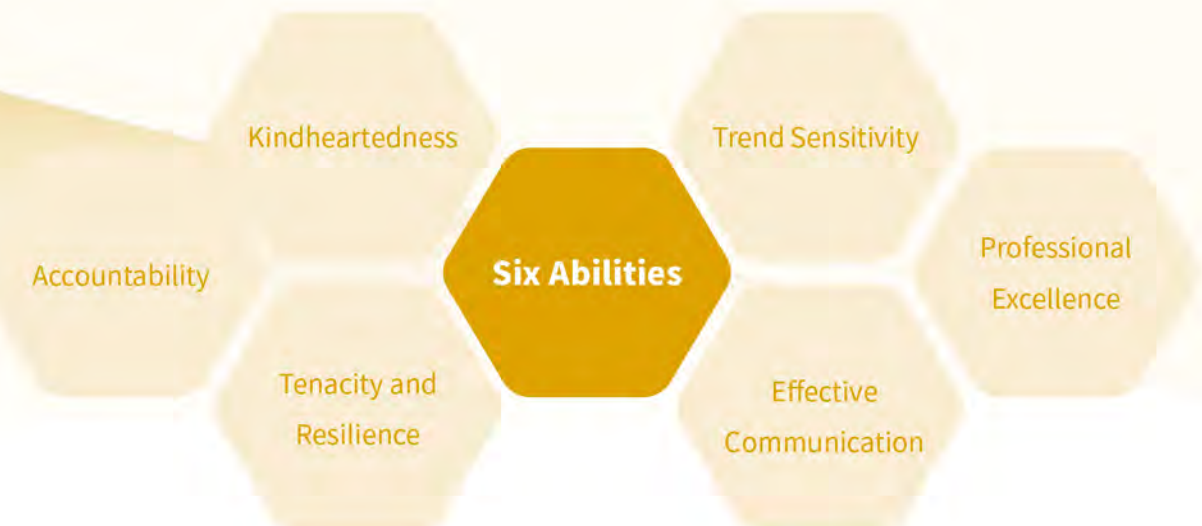 Kindheartedness
Trend Sensitivity
Accountability
Six Abilities
Professional
Excellence
Tenacity and
Resilience
Effective
Communication